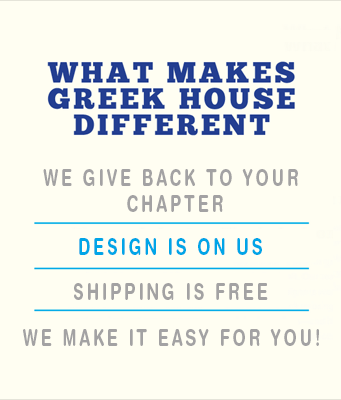 WHAT MAKES
GREEK HOUSE
DIFFERENT
WE GIVE BACK TO YOUR
CHAPTER
DESIGN IS ON US
SHIPPING IS FREE
WE MAKE IT EASY FOR YOU!